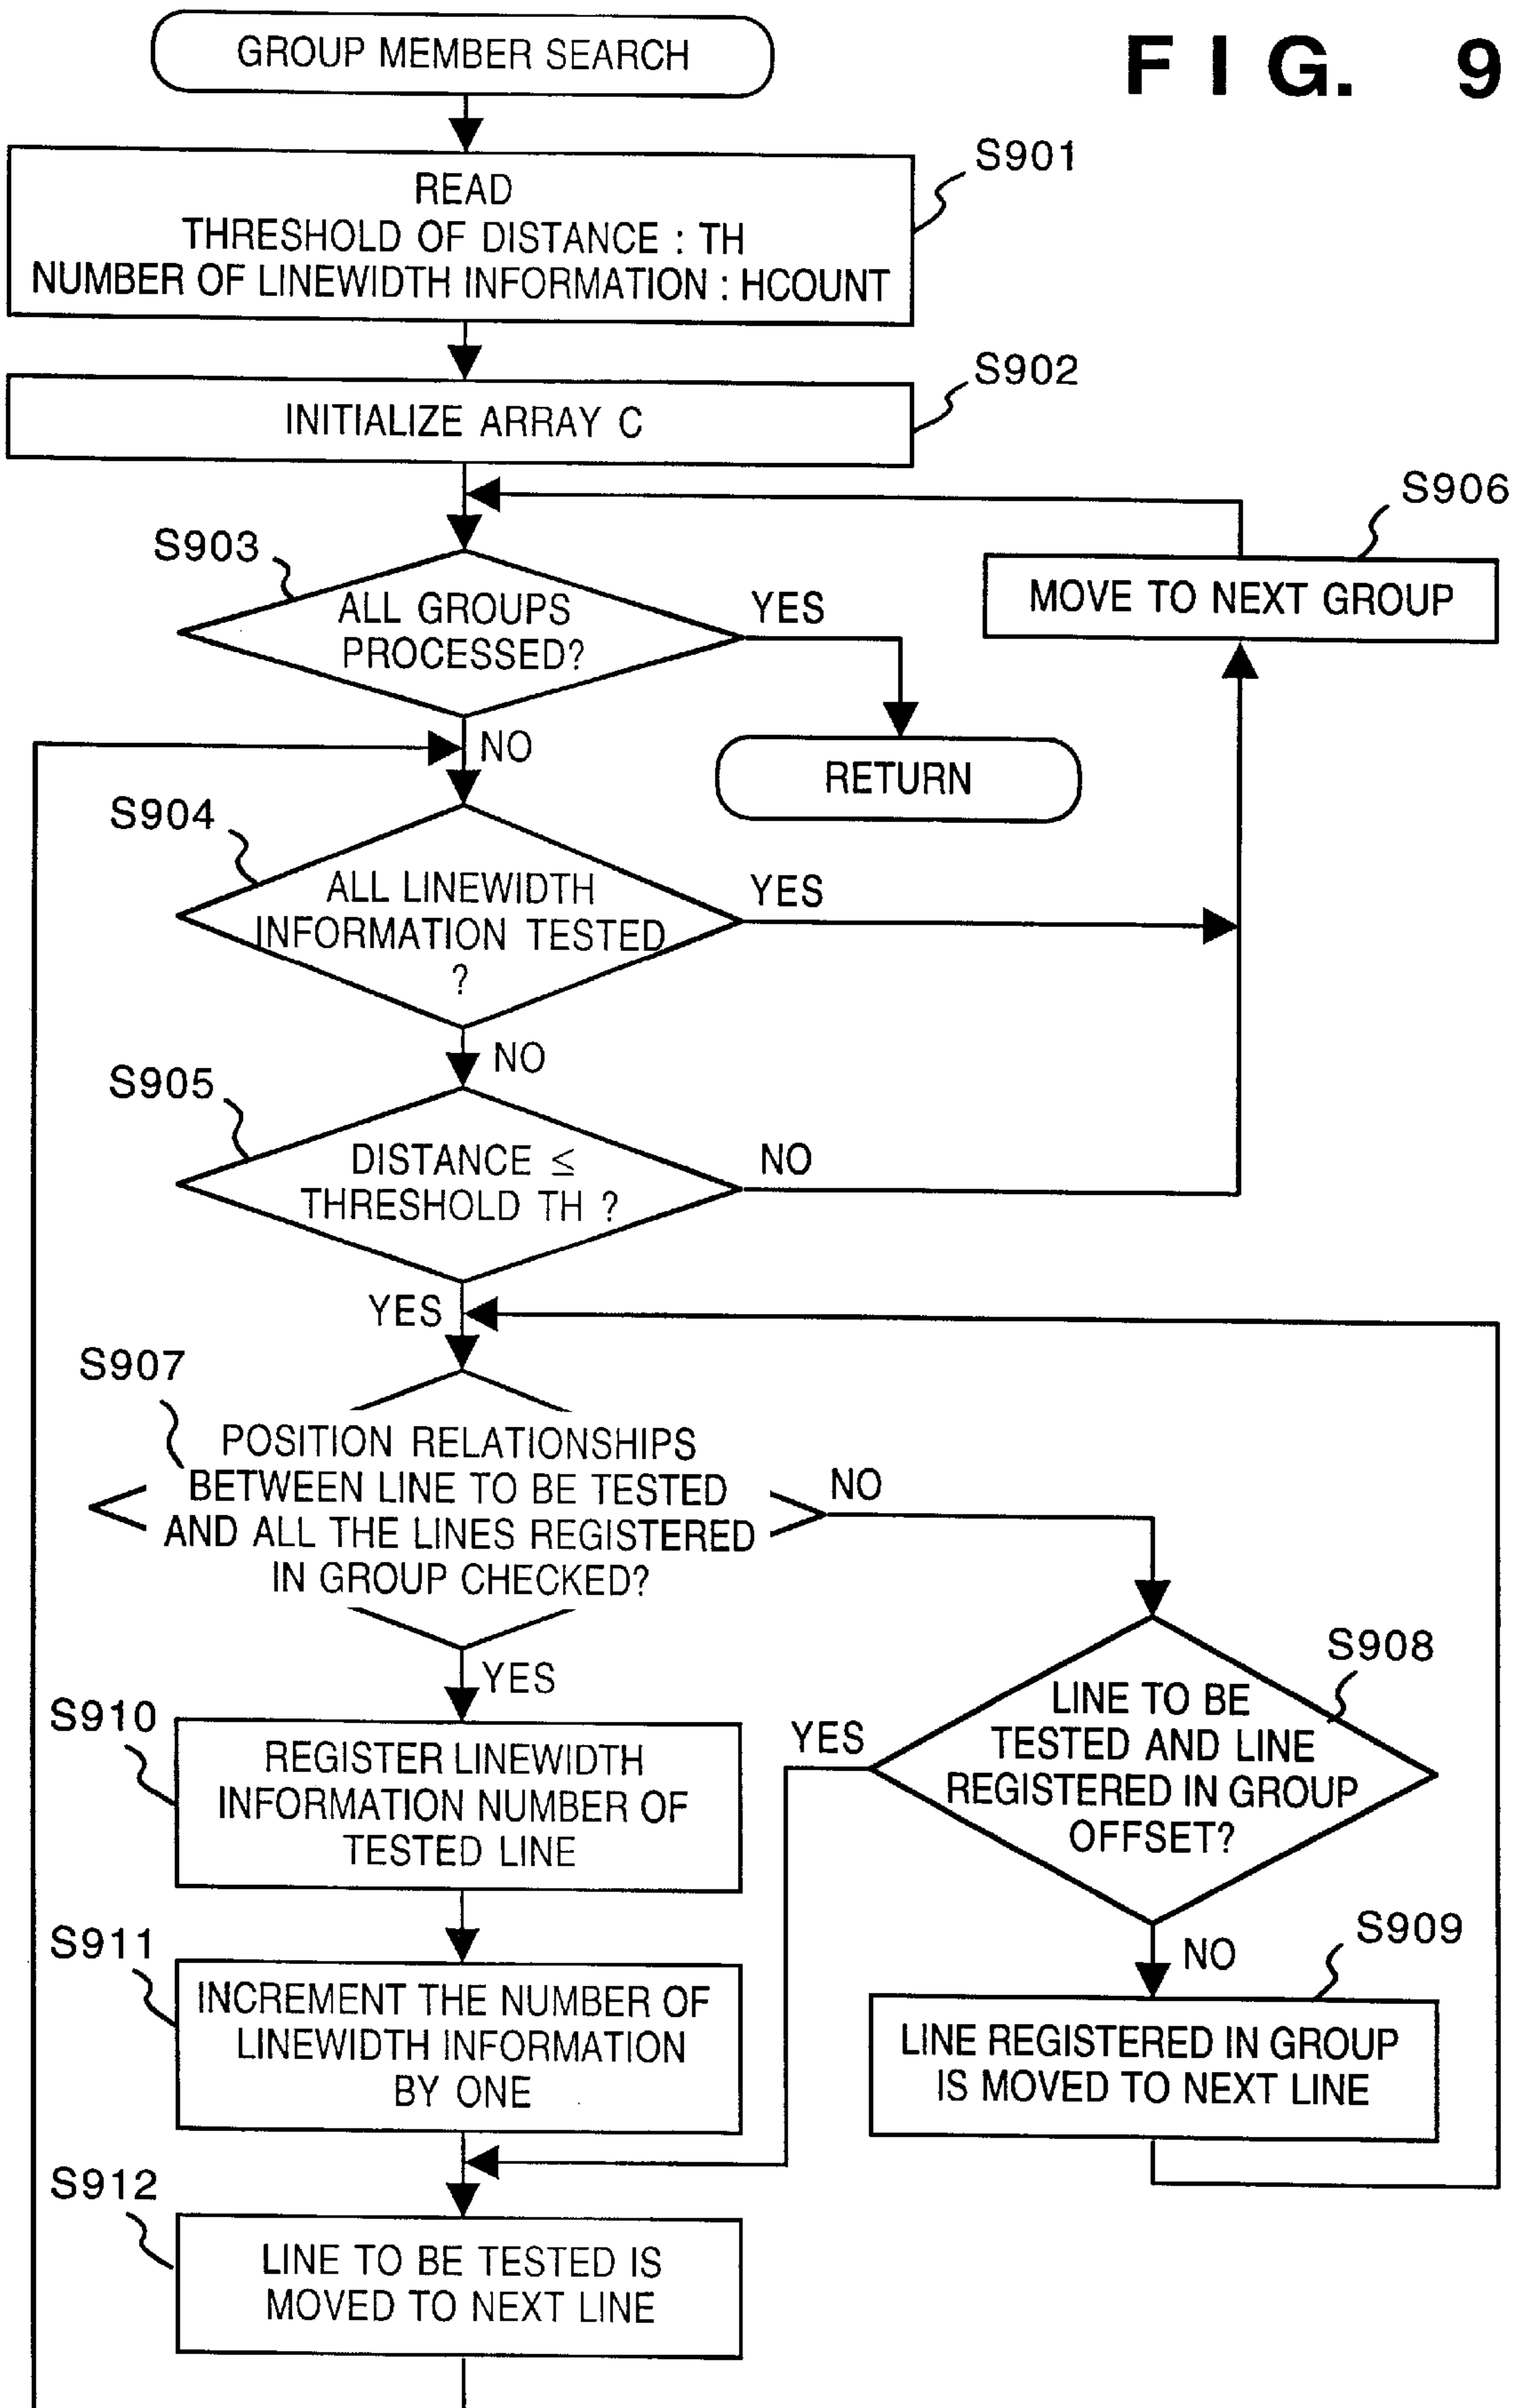 GROUP MEMBER SEARCH
F I G. 9
S901
READ
THRESHOLD OF DISTANCE : TH
NUMBER OF LINEWIDTH INFORMATION : HCOUNT
S902
INITIALIZE ARRAY C
S906
MOVE TO NEXT GROUP
S903
ALL GROUPS
PROCESSED?
YES
NO
RETURN
S904
ALL LINEWIDTH
INFORMATION TESTED
?
YES
NO
S905
DISTANCE ≤
THRESHOLD TH ?
NO
YES
S907
POSITION RELATIONSHIPS
BETWEEN LINE TO BE TESTED
AND ALL THE LINES REGISTERED
IN GROUP CHECKED?
NO
YES
S908
LINE TO BE
TESTED AND LINE
REGISTERED IN GROUP
OFFSET?
YES
NO
S910
REGISTER LINEWIDTH
INFORMATION NUMBER OF
TESTED LINE
S909
LINE REGISTERED IN GROUP
IS MOVED TO NEXT LINE
S911
INCREMENT THE NUMBER OF
LINEWIDTH INFORMATION
BY ONE
S912
LINE TO BE TESTED IS
MOVED TO NEXT LINE